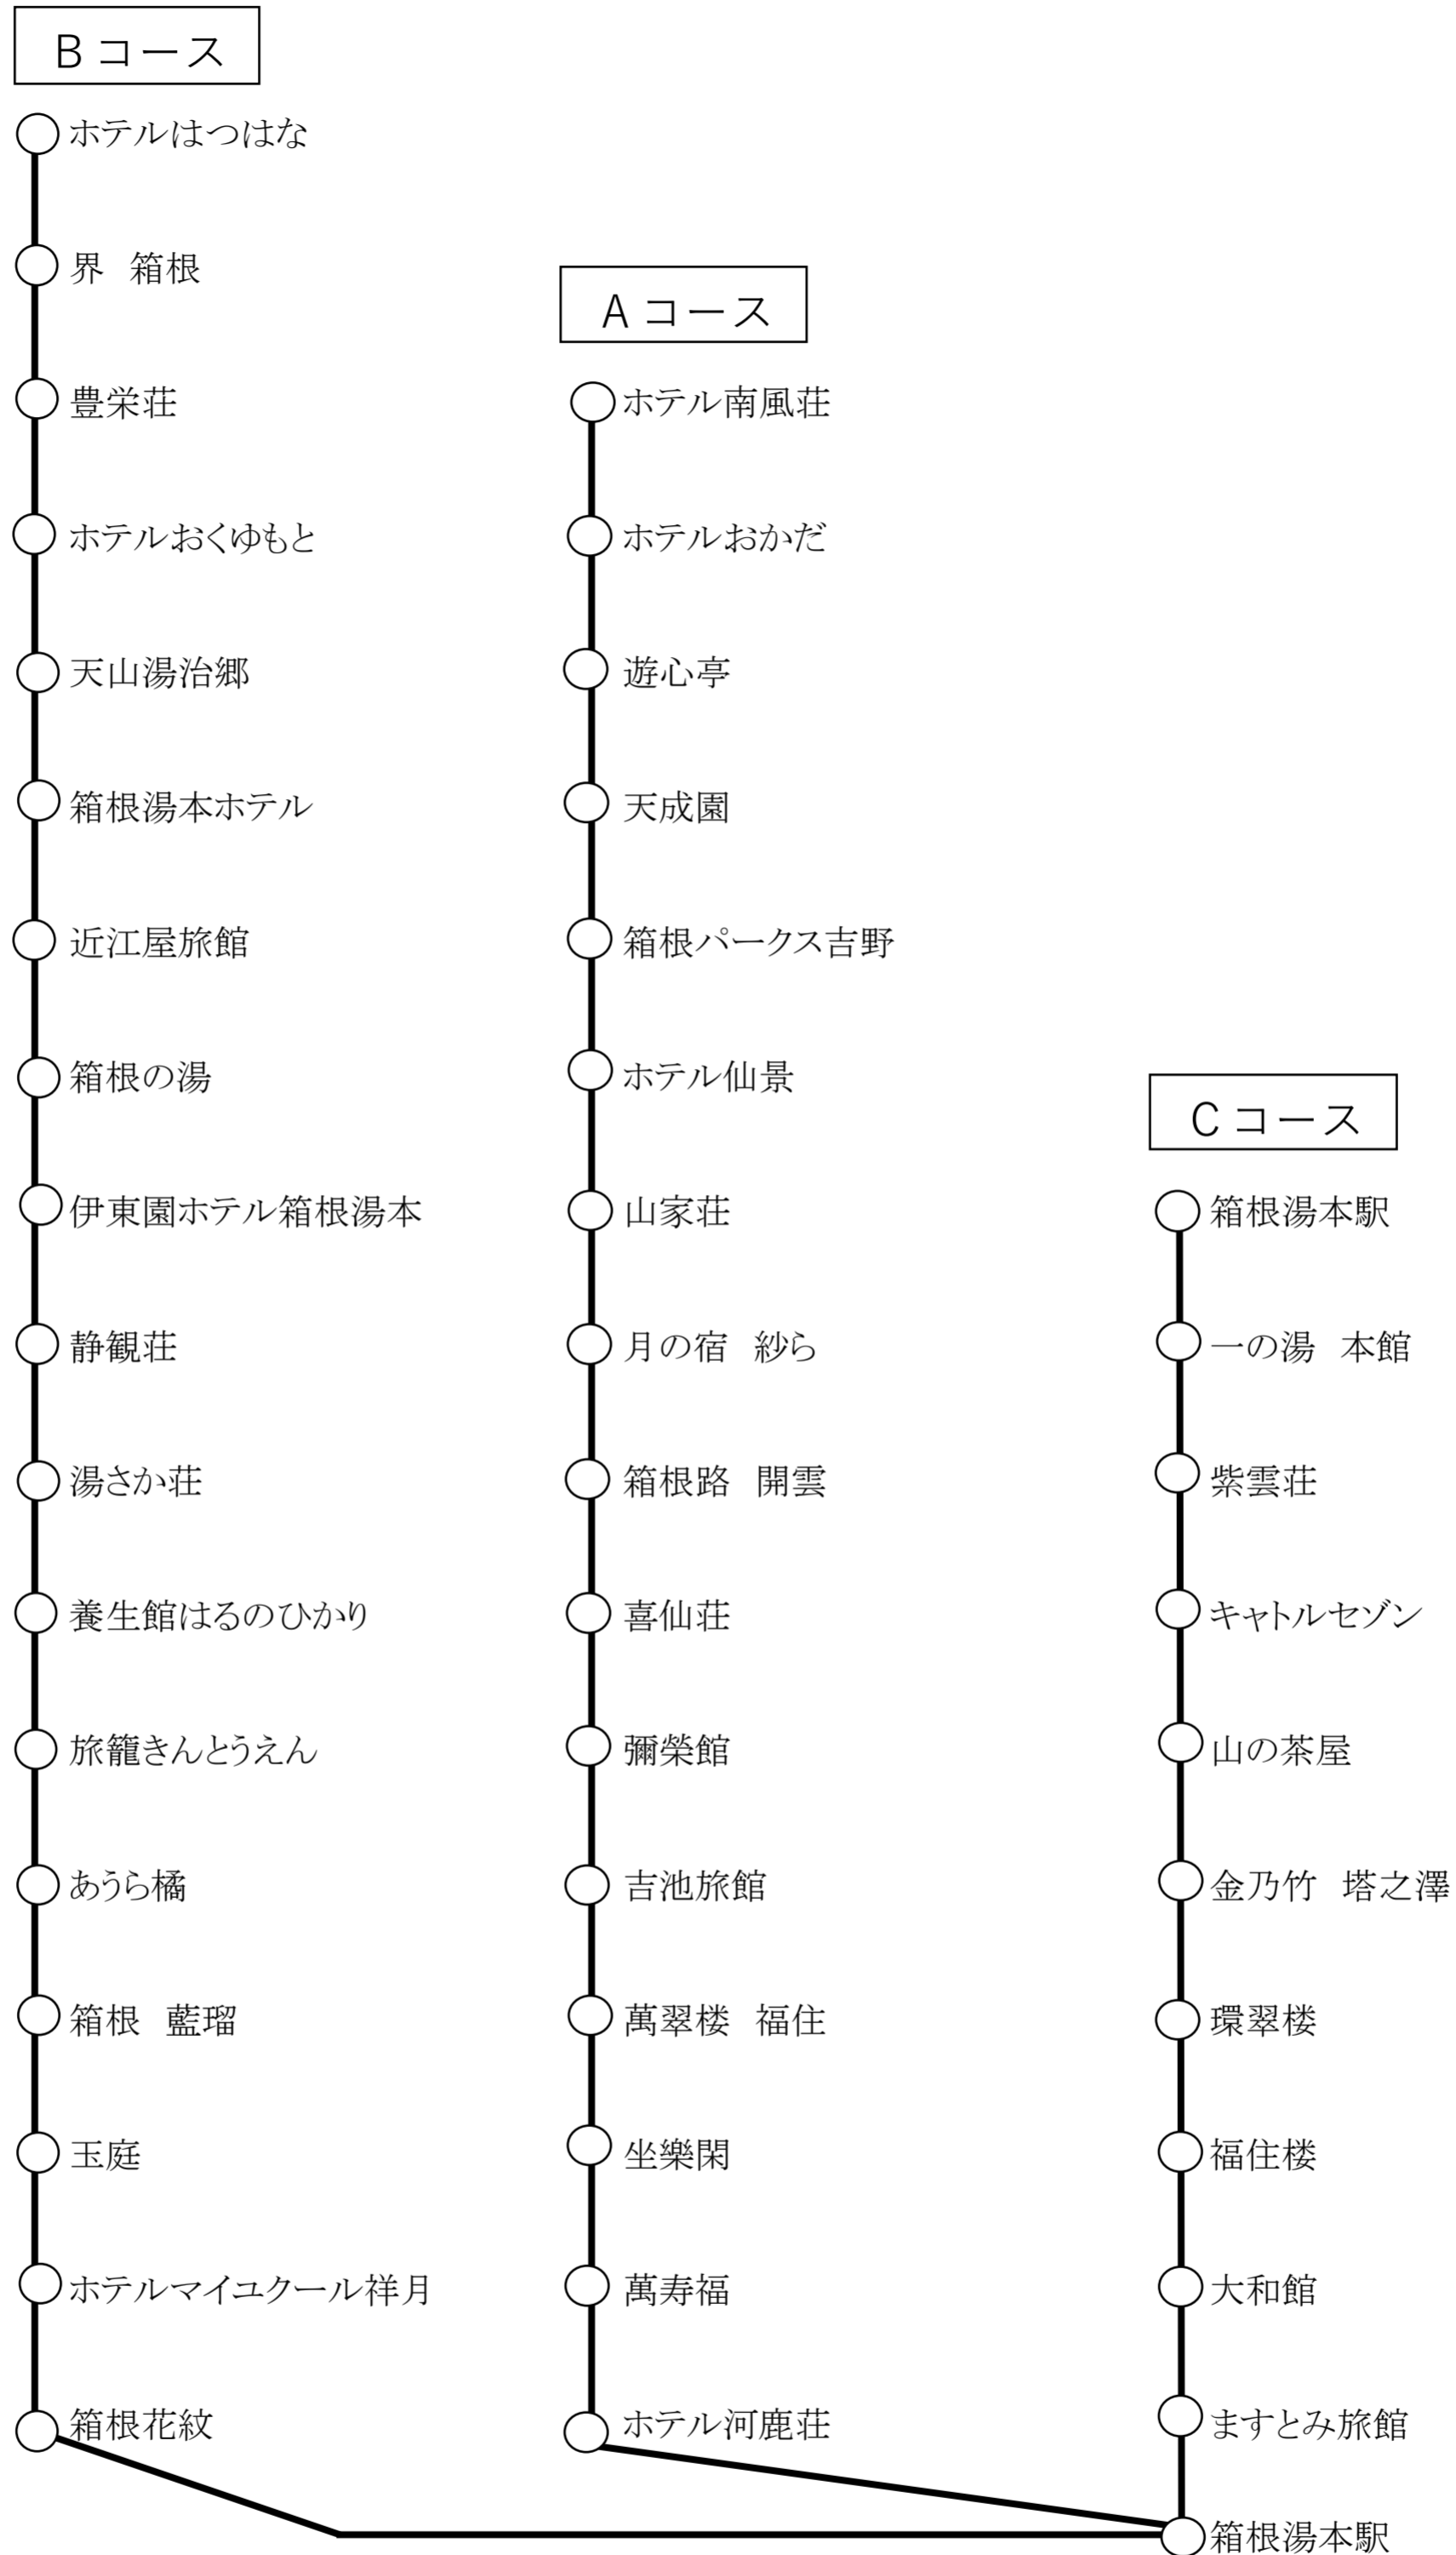 Bコース
ホテルはつはな
界　箱根
豊栄荘
ホテルおくゆもと
天山湯治郷
箱根湯本ホテル
近江屋旅館
箱根の湯
伊東園ホテル箱根湯本
静観荘
湯さか荘
養生館はるのひかり
旅籠きんとうえん
あうら橘
箱根　藍瑠
玉庭
ホテルマイユクール祥月
箱根花紋
Aコース
ホテル南風荘
ホテルおかだ
遊心亭
天成園
箱根パークス吉野
ホテル仙景
山家荘
月の宿　紗ら
箱根路　開雲
喜仙荘
彌榮館
吉池旅館
萬翠楼　福住
坐樂閑
萬寿福
ホテル河鹿荘
Cコース
箱根湯本駅
一の湯　本館
紫雲荘
キャトルセゾン
山の茶屋
金乃竹　塔之澤
環翠楼
福住楼
大和館
ますとみ旅館
箱根湯本駅